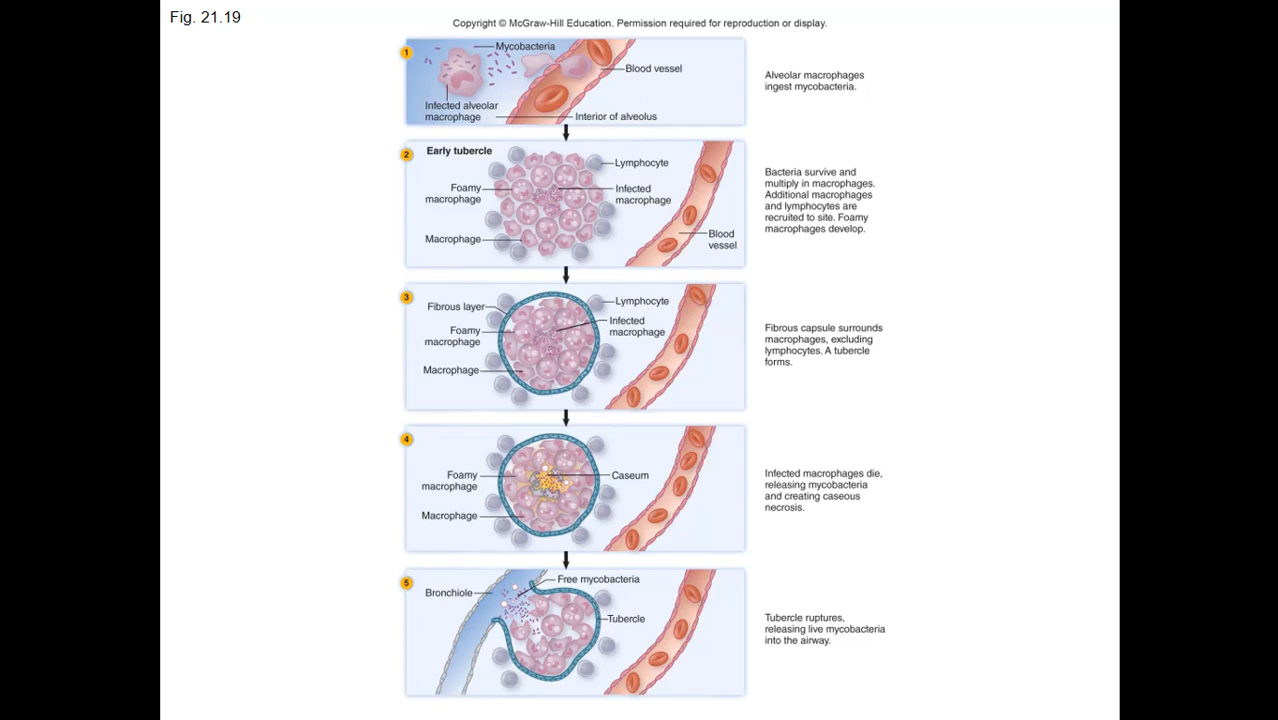 Fig. 21.19
Copyright © McGraw-Hill Education. Permission required for reproduction or display.
1
Mycobacteria
Blood vessel
Infected alveolar
macrophage
Interior of alveolus
Alveolar macrophages
ingest mycobacteria.
2
Early tubercle
Lymphocyte
Foamy
macrophage
Infected
macrophage
Macrophage
Blood
vessel
Bacteria survive and
multiply in macrophages.
Additional macrophages
and lymphocytes are
recruited to site. Foamy
macrophages develop.
3
Fibrous layer
Lymphocyte
Foamy
macrophage
Infected
macrophage
Macrophage
Fibrous capsule surrounds
macrophages, excluding
lymphocytes. A tubercle
forms.
4
Foamy
macrophage
Caseum
Macrophage
Infected macrophages die,
releasing mycobacteria
and creating caseous
necrosis.
5
Bronchiole
Free mycobacteria
Tubercle
Tubercle ruptures,
releasing live mycobacteria
into the airway.